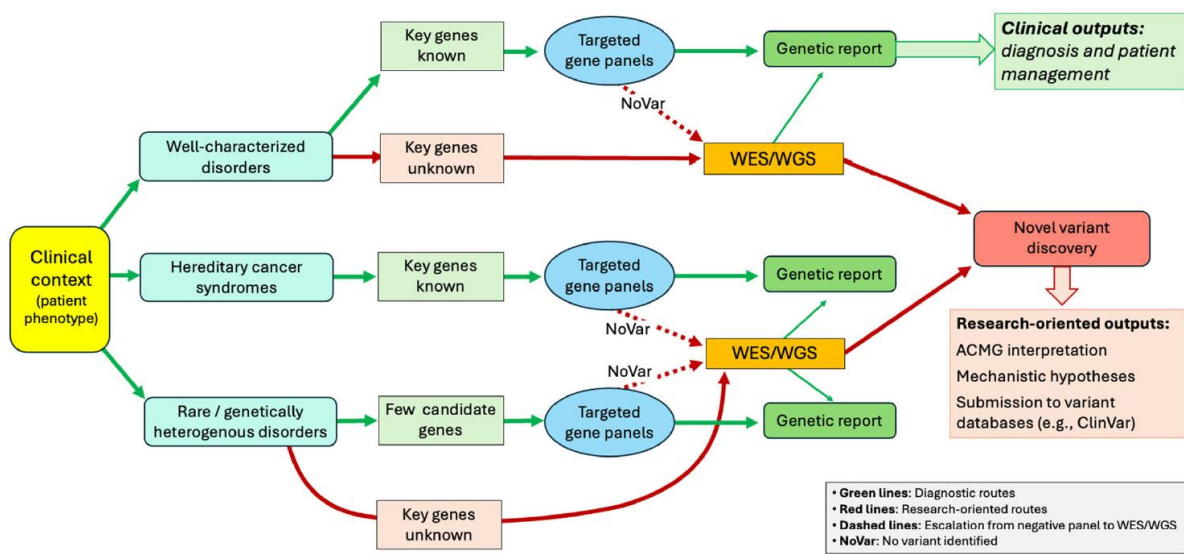 Key genes
known
Targeted
gene panels
Genetic report
Clinical outputs:
diagnosis and patient
management
NoVar
Well-characterized
disorders
Key genes
unknown
WES/WGS
Novel variant
discovery
Clinical
context
(patient
phenotype)
Hereditary cancer
syndromes
Key genes
known
Targeted
gene panels
Genetic report
NoVar
WES/WGS
NoVar
Research-oriented outputs:
ACMG interpretation
Mechanistic hypotheses
Submission to variant
databases (e.g., ClinVar)
Rare / genetically
heterogenous disorders
Few candidate
genes
Targeted
gene panels
Genetic report
Key genes
unknown
• Green lines: Diagnostic routes
• Red lines: Research-oriented routes
• Dashed lines: Escalation from negative panel to WES/WGS
• NoVar: No variant identified